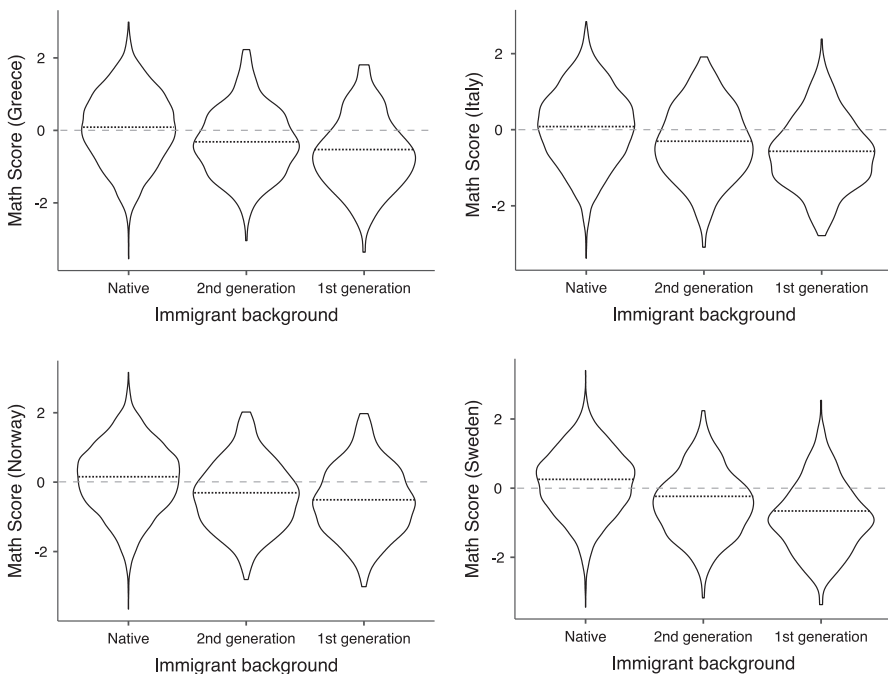 Math Score (Greece)
2
0
-2
Native
2nd generation
1st generation
Immigrant background
Math Score (Italy)
2
0
-2
Native
2nd generation
1st generation
Immigrant background
Math Score (Norway)
2
0
-2
Native
2nd generation
1st generation
Immigrant background
Math Score (Sweden)
2
0
-2
Native
2nd generation
1st generation
Immigrant background